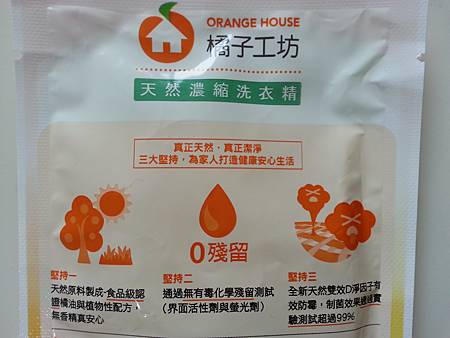 ORANGE HOUSE
橘子工坊
天然濃縮洗衣精
真正天然．真正潔淨
三大堅持，為家人打造健康安心生活
0殘留
堅持一
天然原料製成-食品級認
證橘油與植物性配方，
無香精真安心
堅持二
通過無有毒化學殘留測試
(界面活性劑與螢光劑)
堅持三
全新天然雙效D淨因子有
效防霉，制菌效果通過實
驗測試超過99%